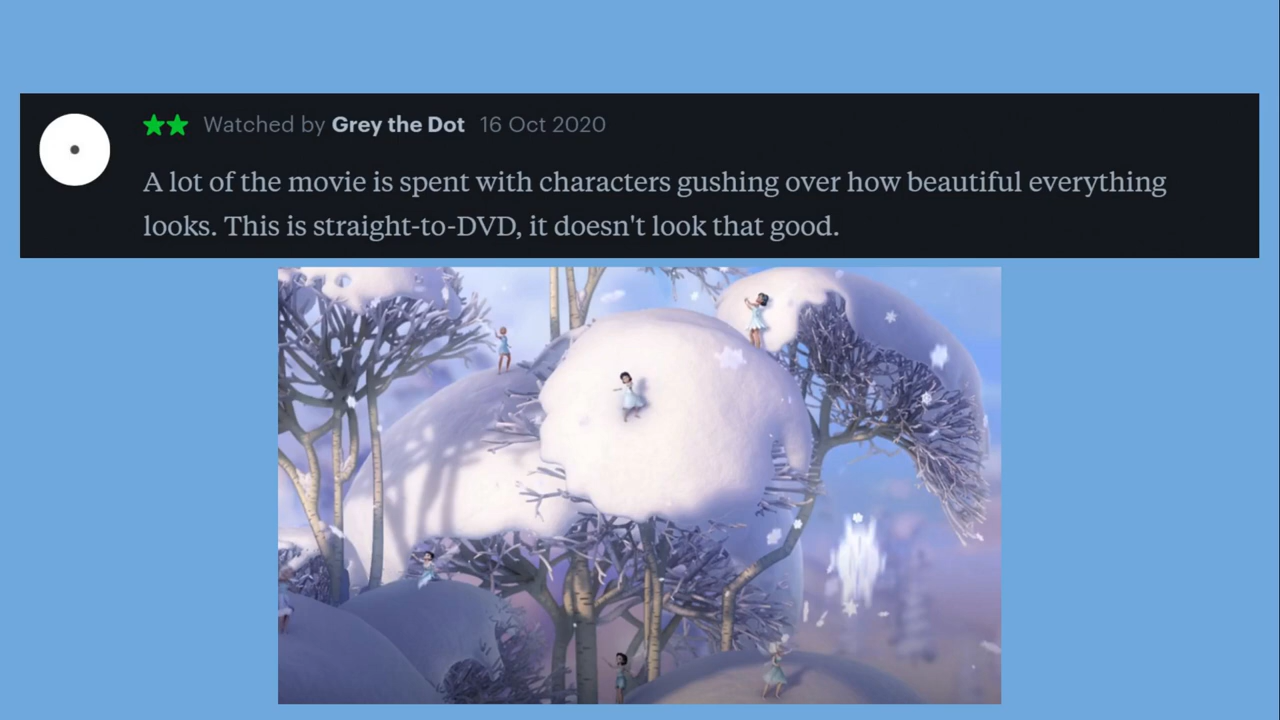 Watched by Grey the Dot 16 Oct 2020
A lot of the movie is spent with characters gushing over how beautiful everything
looks. This is straight-to-DVD, it doesn't look that good.